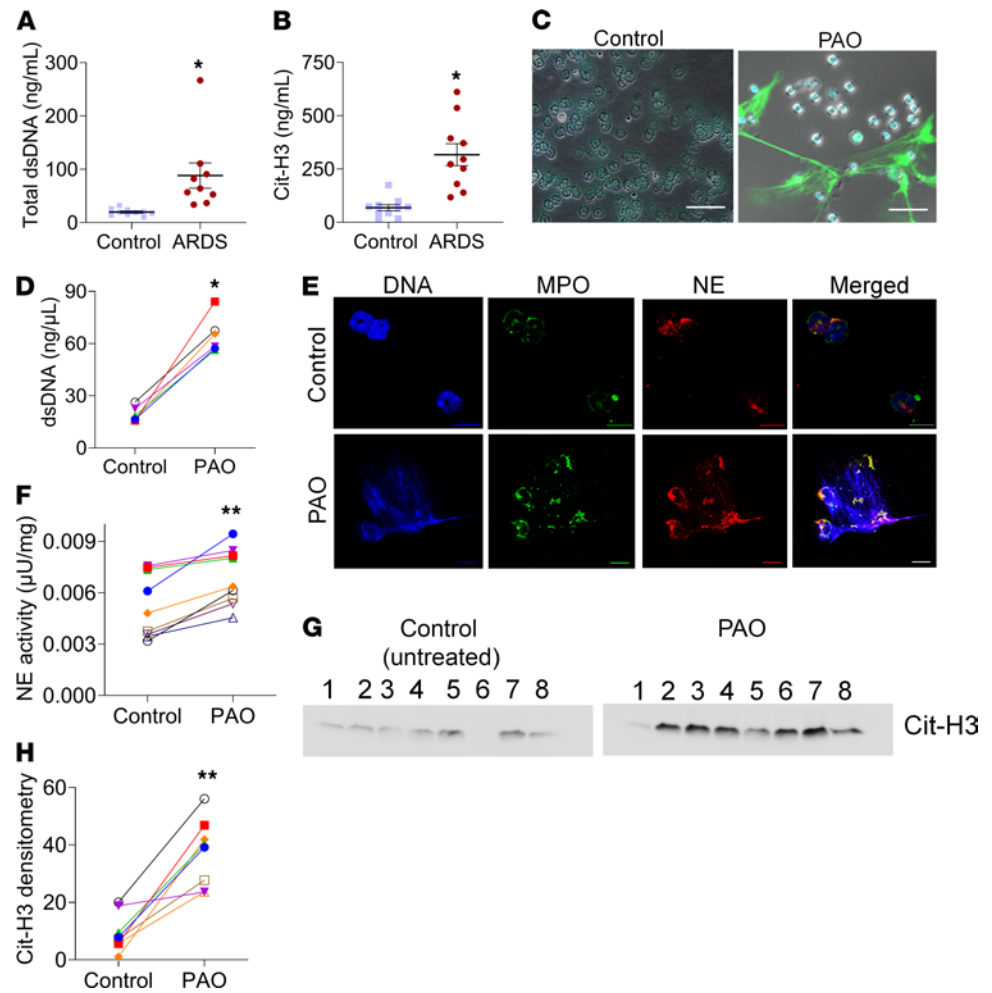 A
Total dsDNA (ng/mL)
300
200
100
0
*
Control ARDS
B
Cit-H3 (ng/mL)
750
500
250
0
*
Control ARDS
C
Control PAO
D
dsDNA (ng/μL)
90
60
30
0
*
Control PAO
E
DNA MPO NE Merged
Control
PAO
F
NE activity (μU/mg)
0.009
0.006
0.003
0.000
**
Control PAO
G
Control
(untreated)
PAO
1 2 3 4 5 6 7 8
1 2 3 4 5 6 7 8
Cit-H3
H
Cit-H3 densitometry
60
40
20
0
**
Control PAO